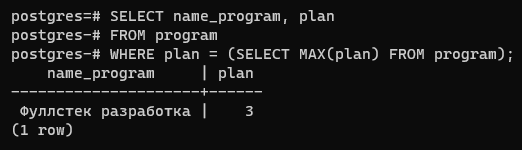 postgres=# SELECT name_program, plan
postgres-# FROM program
postgres-# WHERE plan = (SELECT MAX(plan) FROM program);
    name_program     | plan
---------------------+------
 Фуллстек разработка |    3
(1 row)